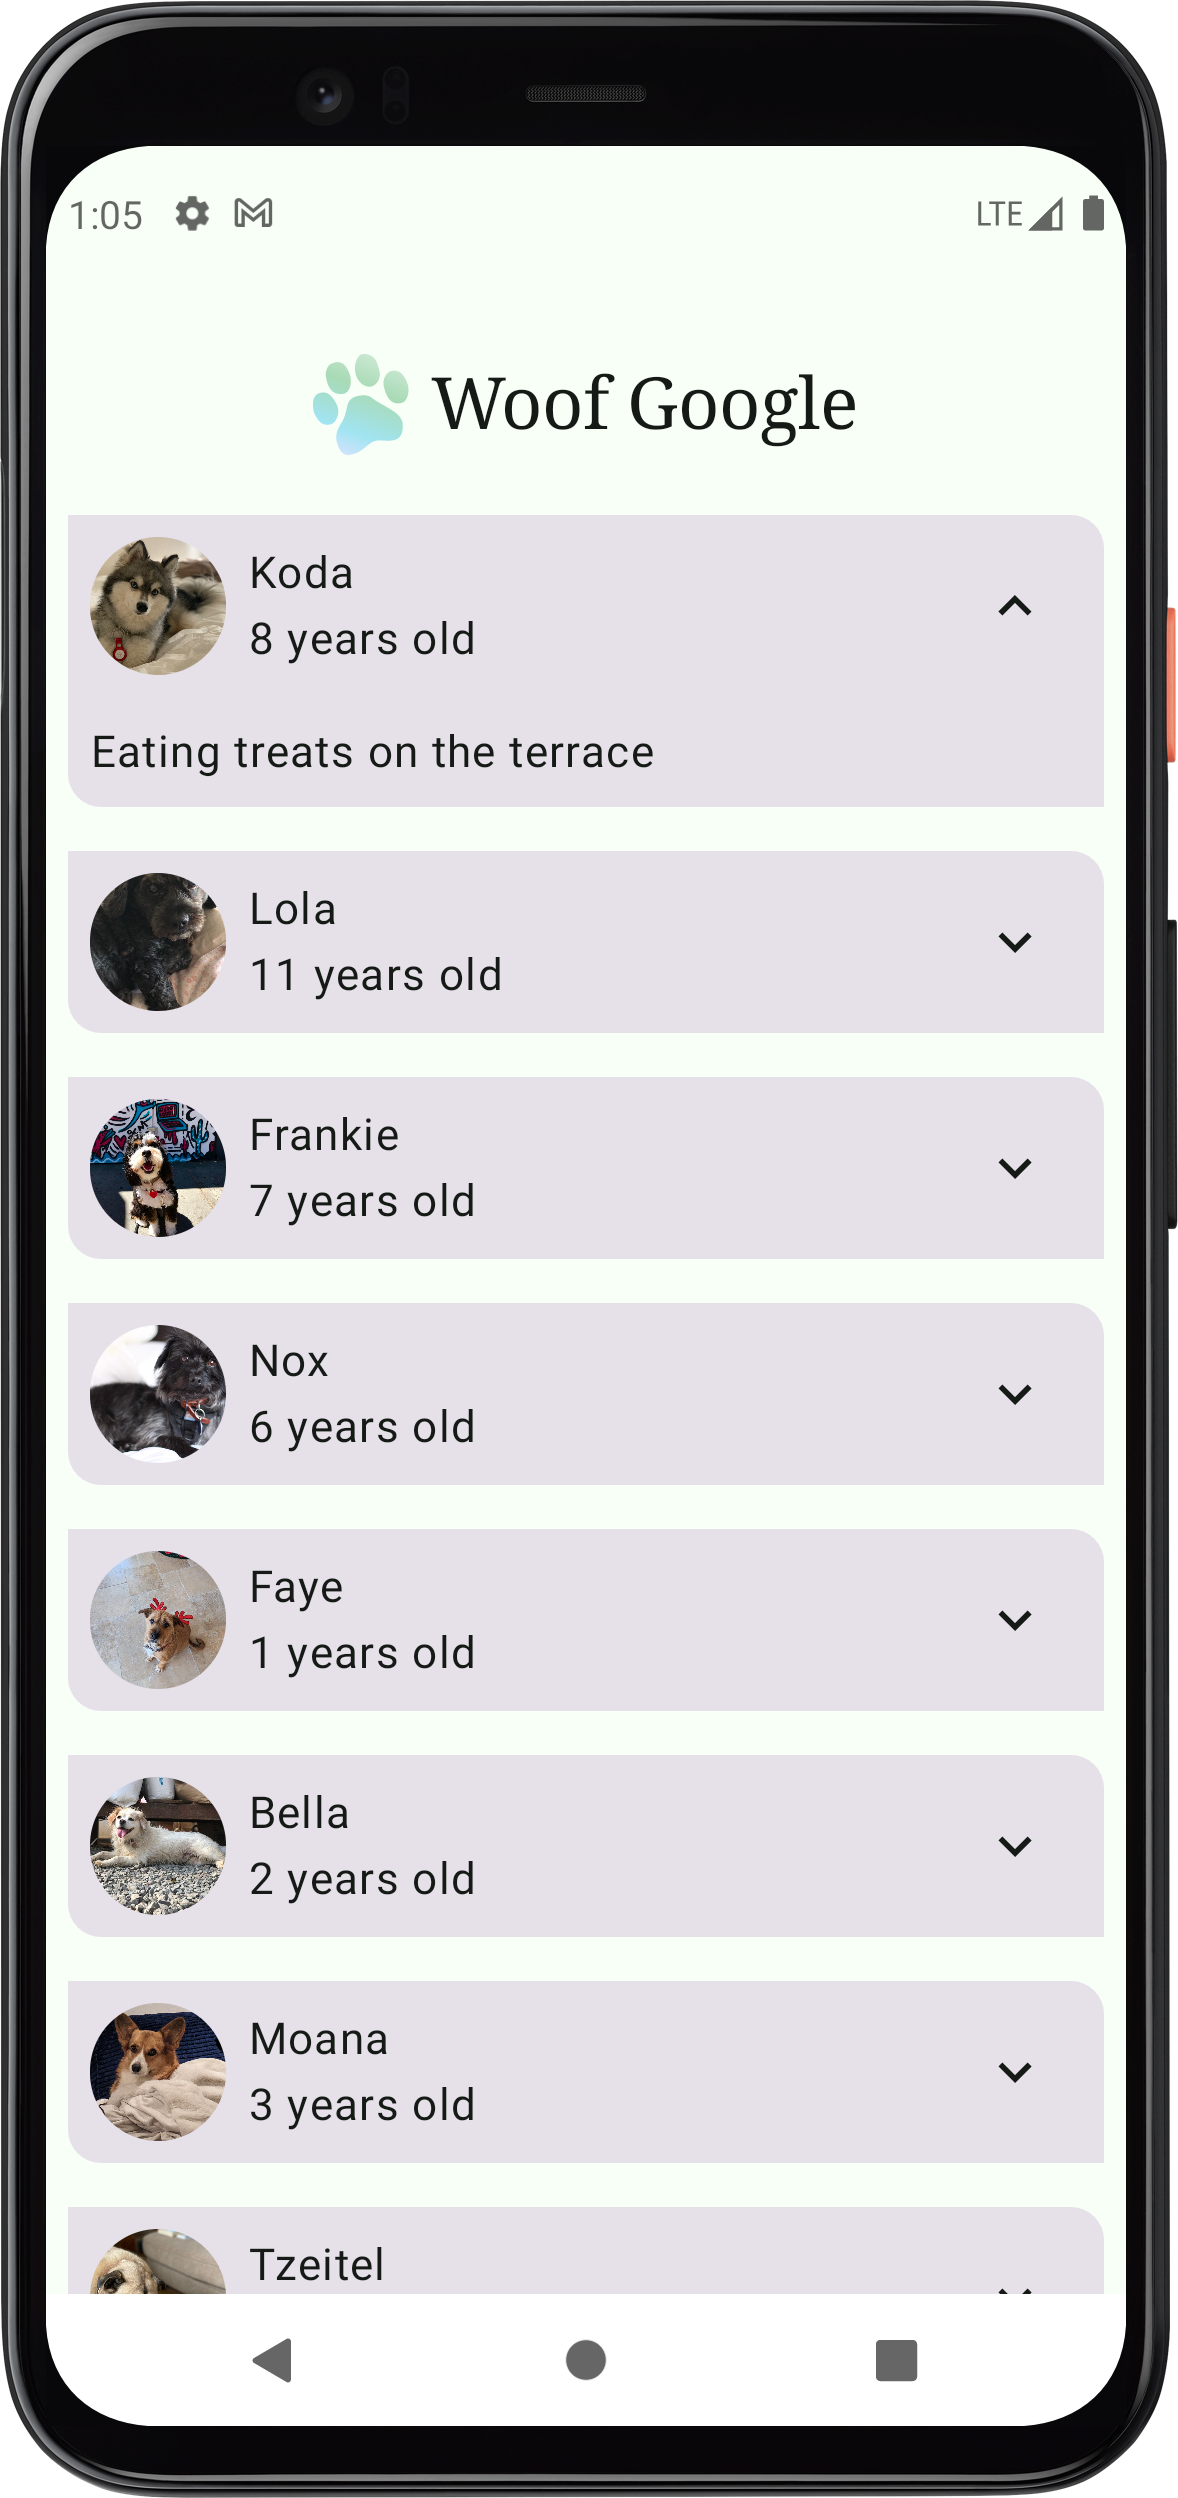 1:05 LTE
Woof Google
Koda
8 years old
Eating treats on the terrace
Lola
11 years old
Frankie
7 years old
Nox
6 years old
Faye
1 years old
Bella
2 years old
Moana
3 years old
Tzeitel